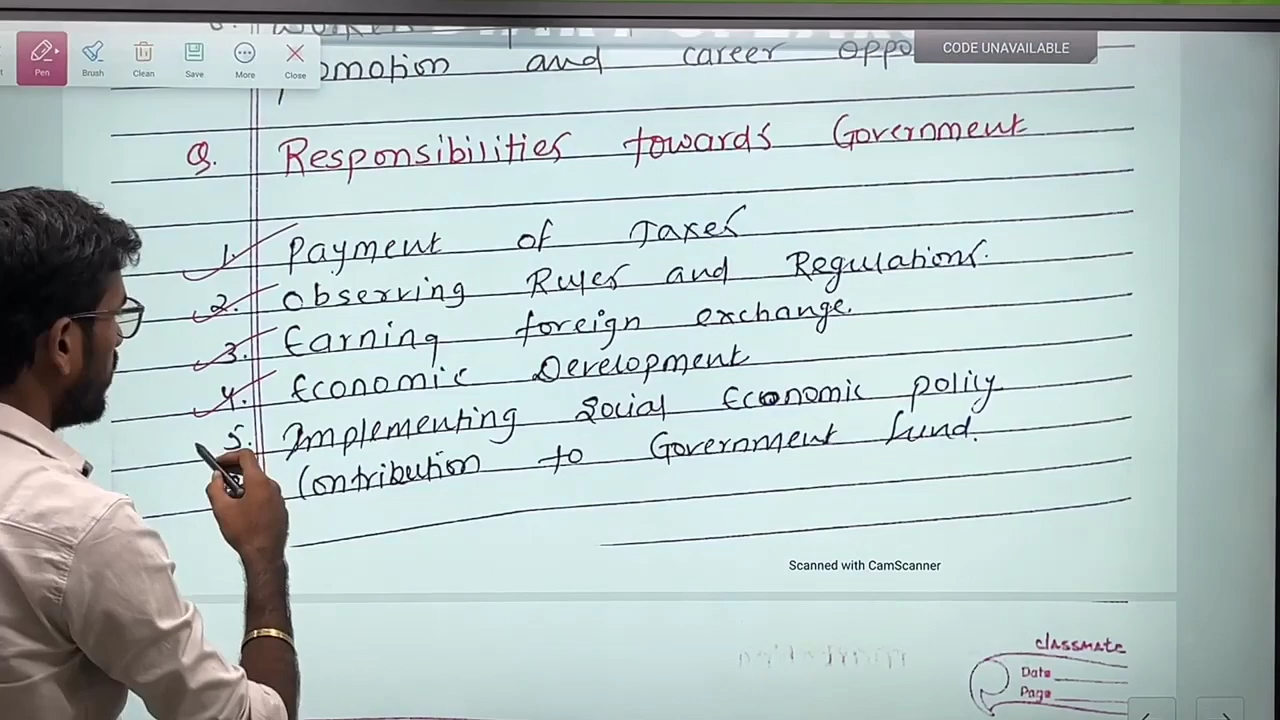 Pen Brush Clean Save More Close
CODE UNAVAILABLE
omotion and career oppo
Q. Responsibilities towards Government
1. Payment of Taxes
2. Observing Rules and Regulations.
3. Earning foreign exchange.
4. Economic Development
5. Implementing Social Economic policy
Contribution to Government fund.
Scanned with CamScanner
classmate
Date
Page